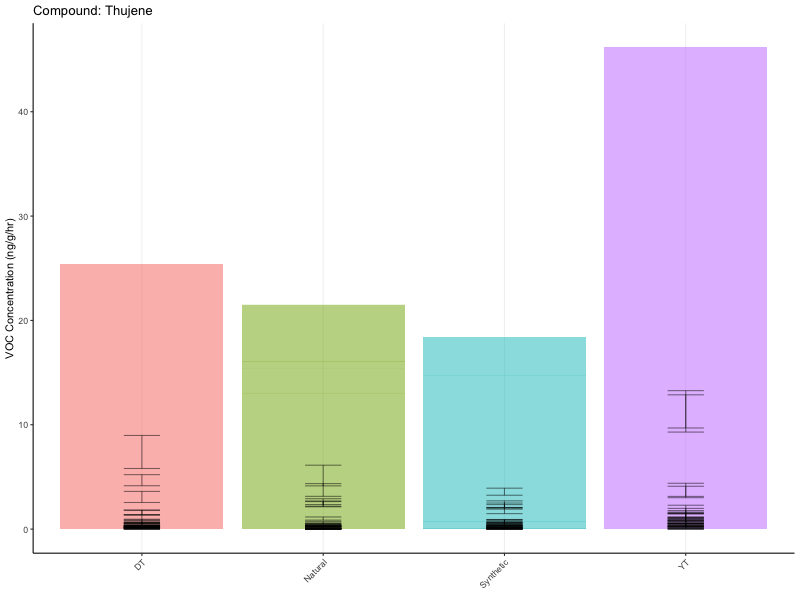 Compound: Thujene
VOC Concentration (ng/g/hr)
40
30
20
10
0
DT
Natural
Synthetic
YT